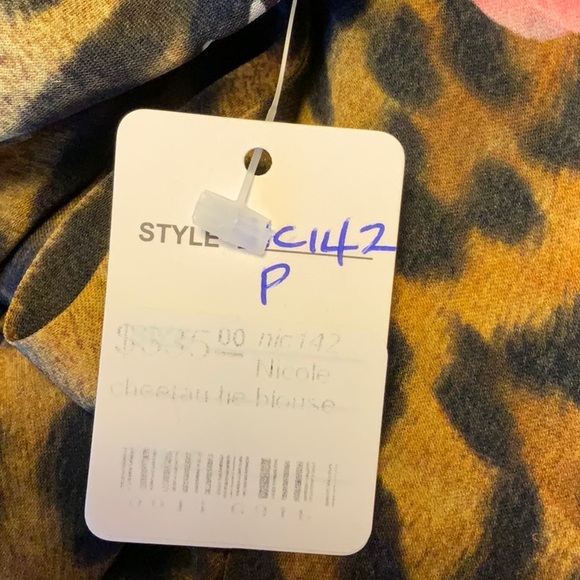 STYLE C142
P
$335.00 nic142
Nicole
cheetah tie blouse